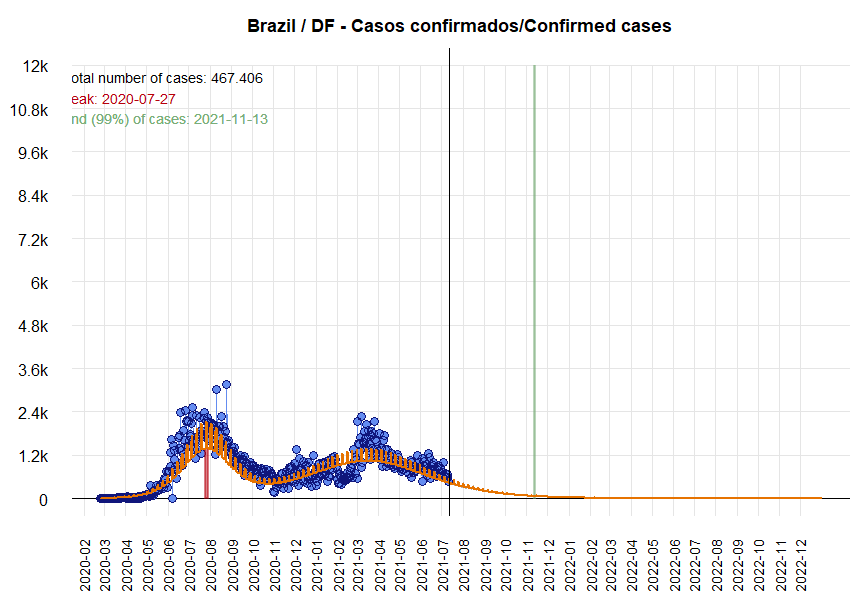 Brazil / DF - Casos confirmados/Confirmed cases
12k
otal number of cases: 467.406
eak: 2020-07-27
10.8k
nd (99%) of cases: 2021-11-13
9.6k
8.4k
7.2k
6k
4.8k
3.6k
2.4k
1.2k
0
2020-02
2020-03
2020-04
2020-05
2020-06
2020-07
2020-08
2020-09
2020-10
2020-11
2020-12
2021-01
2021-02
2021-03
2021-04
2021-05
2021-06
2021-07
2021-08
2021-09
2021-10
2021-11
2021-12
2022-01
2022-02
2022-03
2022-04
2022-05
2022-06
2022-07
2022-08
2022-09
2022-10
2022-11
2022-12